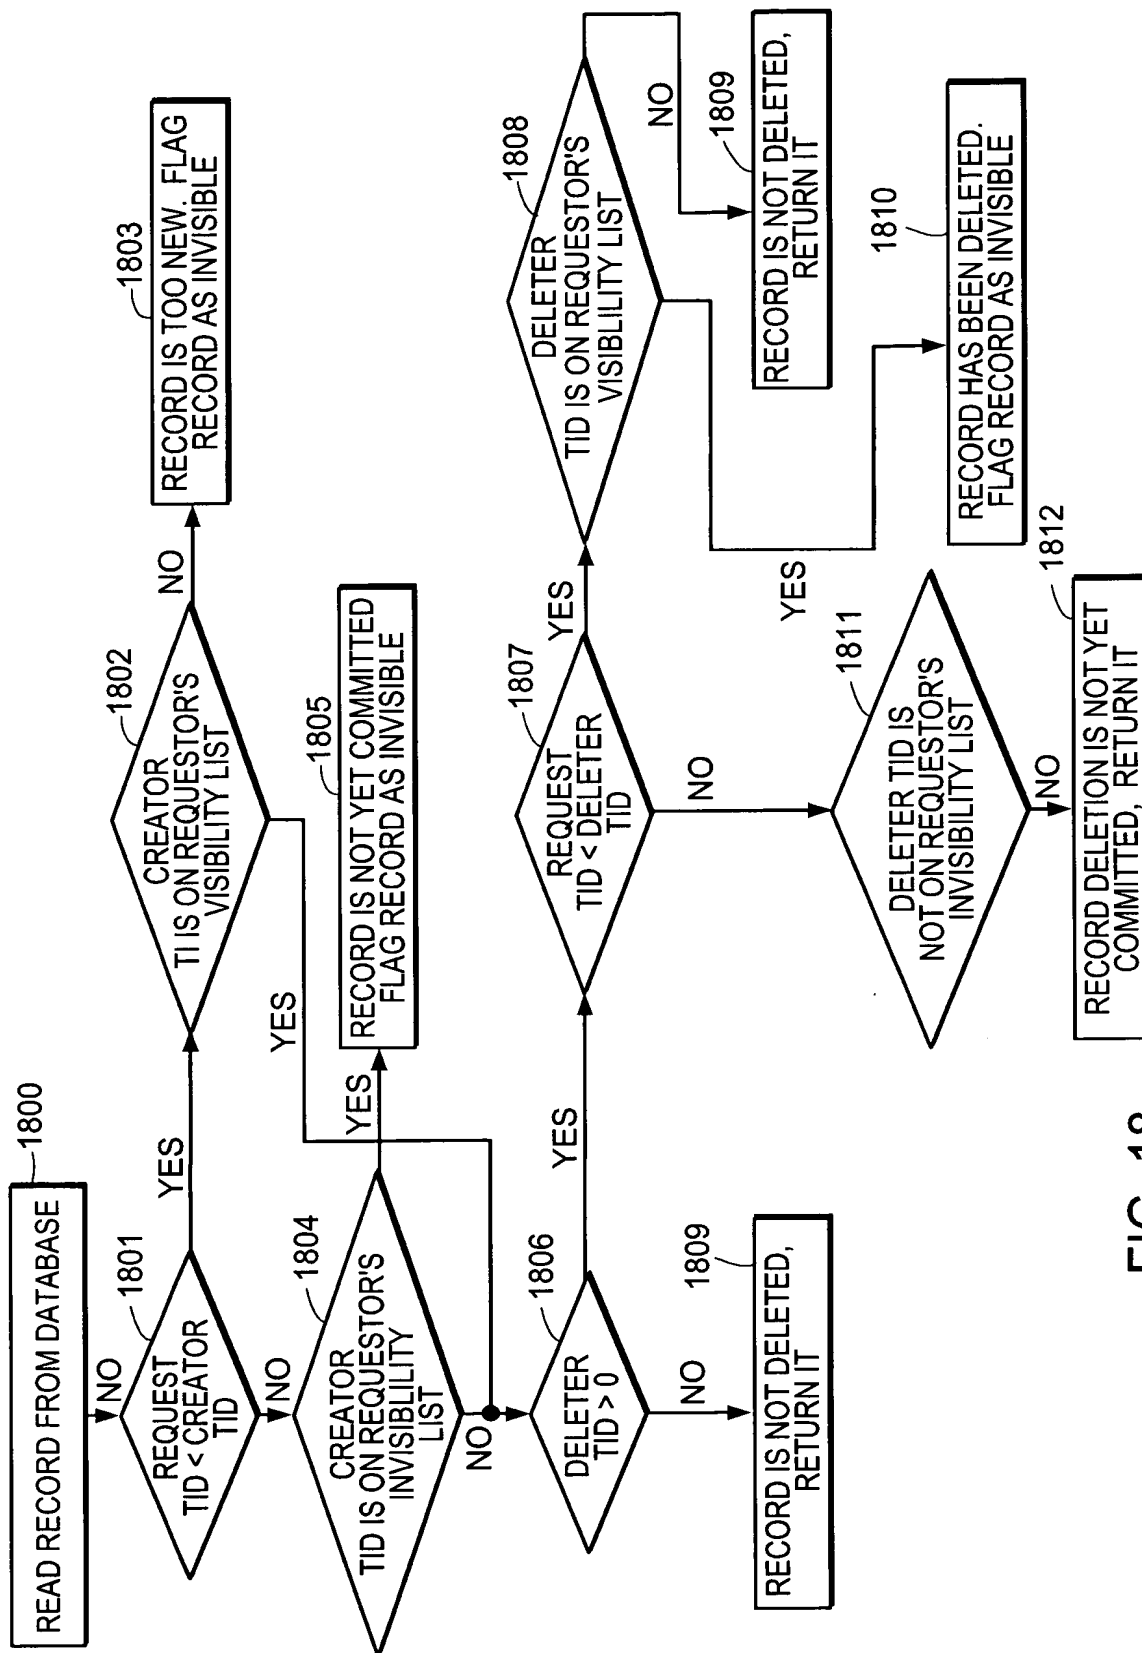 1800
READ RECORD FROM DATABASE
NO
1801
REQUEST
TID < CREATOR
TID
YES
1802
CREATOR
TI IS ON REQUESTOR'S
VISIBILITY LIST
NO
1803
RECORD IS TOO NEW. FLAG
RECORD AS INVISIBLE
YES
NO
1804
CREATOR
TID IS ON REQUESTOR'S
INVISIBLILITY
LIST
YES
1805
RECORD IS NOT YET COMMITTED
FLAG RECORD AS INVISIBLE
NO
1806
DELETER
TID > 0
NO
1809
RECORD IS NOT DELETED,
RETURN IT
YES
1807
REQUEST
TID < DELETER
TID
YES
1808
DELETER
TID IS ON REQUESTOR'S
VISIBLILITY LIST
NO
1809
RECORD IS NOT DELETED,
RETURN IT
YES
1810
RECORD HAS BEEN DELETED.
FLAG RECORD AS INVISIBLE
NO
1811
DELETER TID IS
NOT ON REQUESTOR'S
INVISIBILITY LIST
NO
1812
RECORD DELETION IS NOT YET
COMMITTED, RETURN IT
FIG. 18